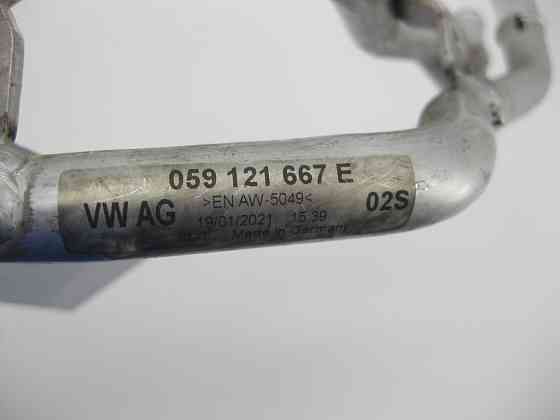 059 121 667 E
>EN AW-5049<
VW AG 02S
19/01/2021 15:39
Made in Germany